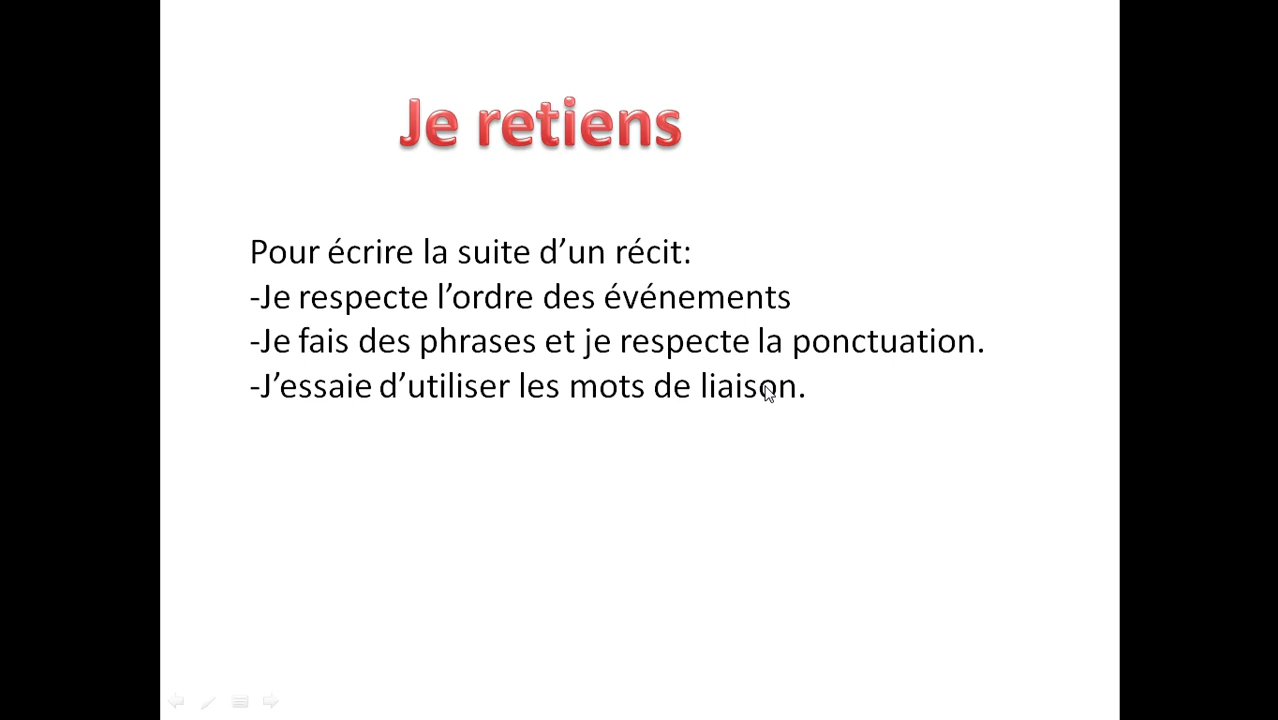 Je retiens
Pour écrire la suite d’un récit:
-Je respecte l’ordre des événements
-Je fais des phrases et je respecte la ponctuation.
-J’essaie d’utiliser les mots de liaison.